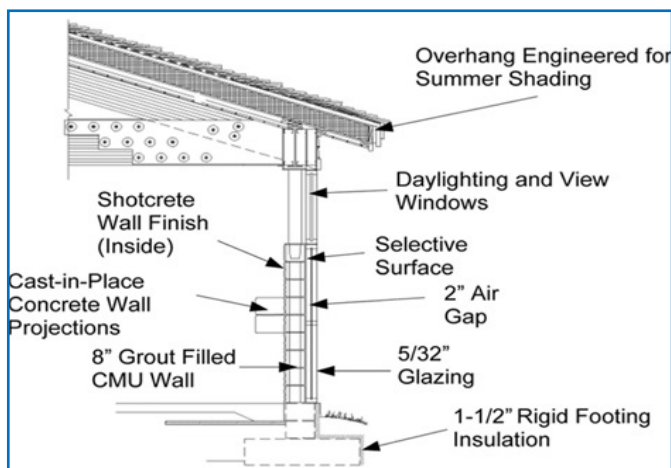 Overhang Engineered for
Summer Shading
Daylighting and View
Windows
Shotcrete
Wall Finish
(Inside)
Selective
Surface
Cast-in-Place
Concrete Wall
Projections
2” Air
Gap
8” Grout Filled
CMU Wall
5/32”
Glazing
1-1/2” Rigid Footing
Insulation